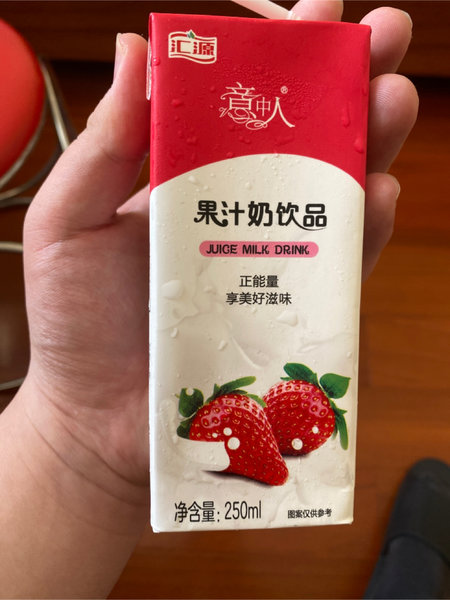 汇源
意中人®
果汁奶饮品
JUICE MILK DRINK
正能量
享美好滋味
净含量: 250ml
图案仅供参考